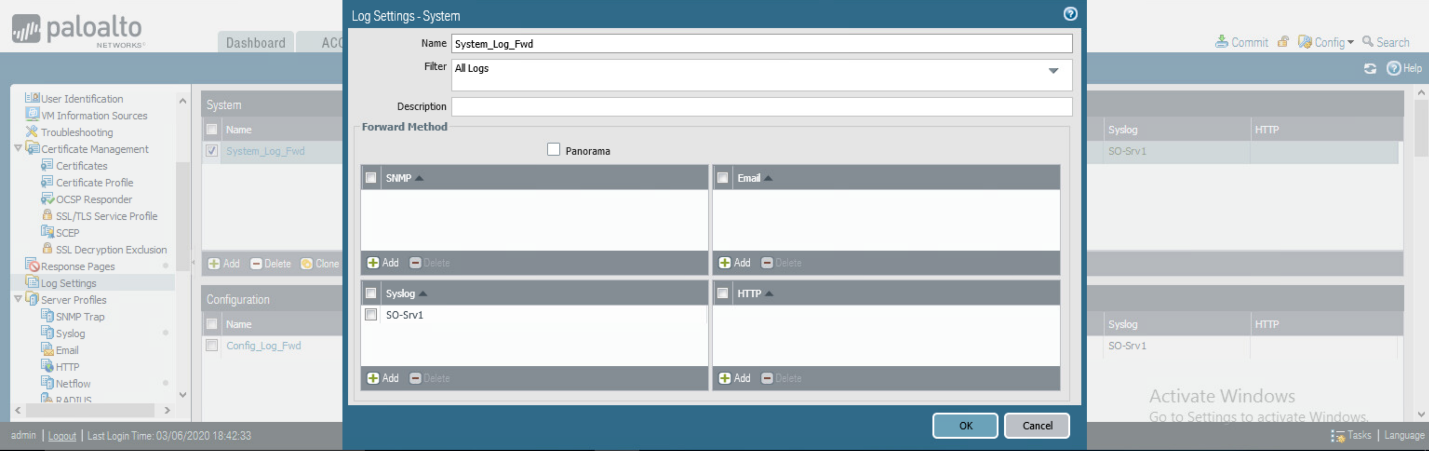 paloalto
NETWORKS®
Dashboard
ACC
Log Settings - System
Commit
Config
Search
Help
User Identification
VM Information Sources
Troubleshooting
Certificate Management
Certificates
Certificate Profile
OCSP Responder
SSL/TLS Service Profile
SCEP
SSL Decryption Exclusion
Response Pages
Log Settings
Server Profiles
SNMP Trap
Syslog
Email
HTTP
Netflow
RADIUS
System
Name
System_Log_Fwd
Add Delete Clone
Configuration
Name
Config_Log_Fwd
Name System_Log_Fwd
Filter All Logs
Description
Forward Method
Panorama
SNMP
Add Delete
Email
Add Delete
Syslog
SO-Srv1
Add Delete
HTTP
Add Delete
OK Cancel
Syslog HTTP
SO-Srv1
Syslog HTTP
SO-Srv1
Activate Windows
Go to Settings to activate Windows.
admin | Logout | Last Login Time: 03/06/2020 18:42:33
Tasks | Language